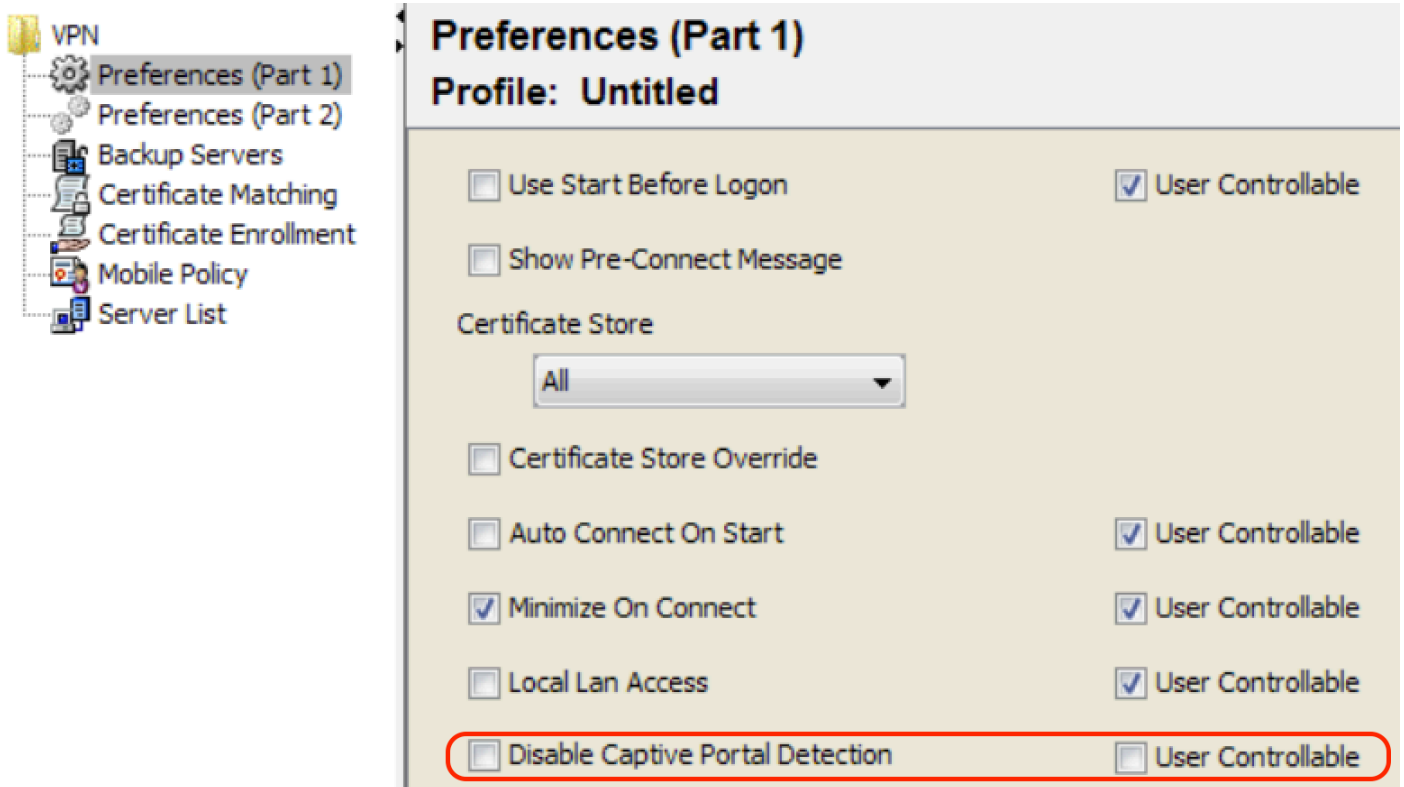 VPN
Preferences (Part 1)
Preferences (Part 2)
Backup Servers
Certificate Matching
Certificate Enrollment
Mobile Policy
Server List
Preferences (Part 1)
Profile: Untitled
Use Start Before Logon User Controllable
Show Pre-Connect Message
Certificate Store
All
Certificate Store Override
Auto Connect On Start User Controllable
Minimize On Connect User Controllable
Local Lan Access User Controllable
Disable Captive Portal Detection User Controllable